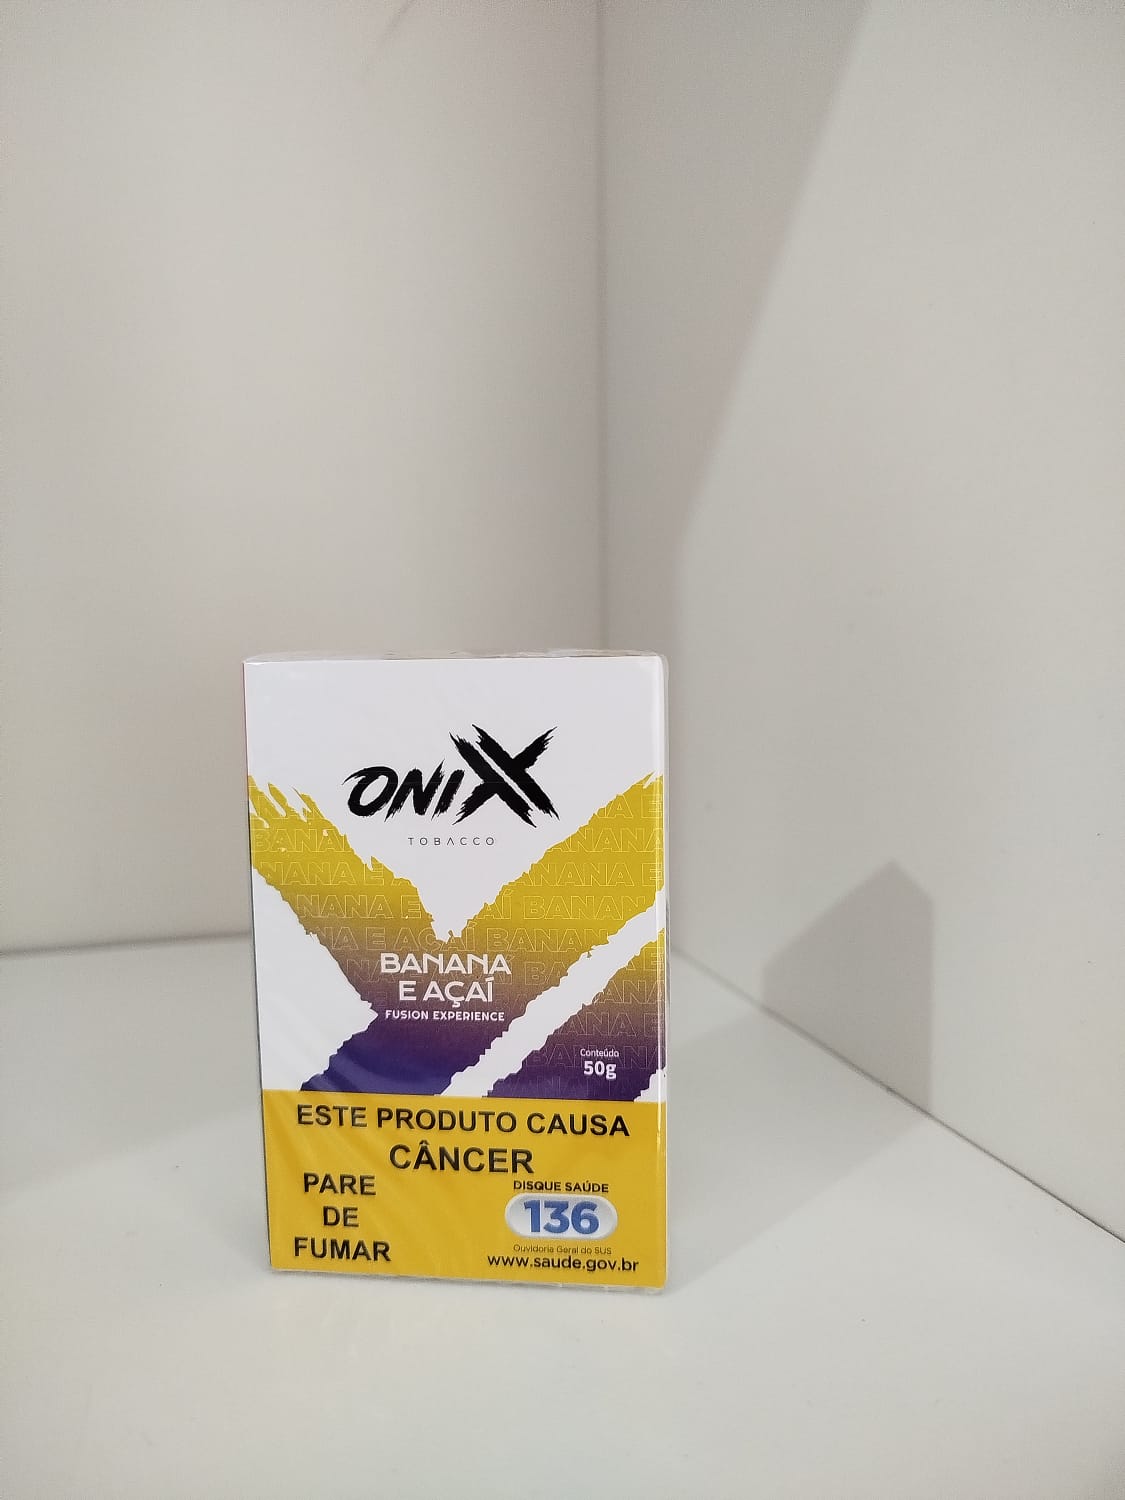 ONIX
TOBACCO
BANANA
E AÇAÍ
FUSION EXPERIENCE
Conteúdo
50g
ESTE PRODUTO CAUSA
CÂNCER
PARE
DE
FUMAR
DISQUE SAÚDE
136
Ouvidoria Geral do SUS
www.saude.gov.br